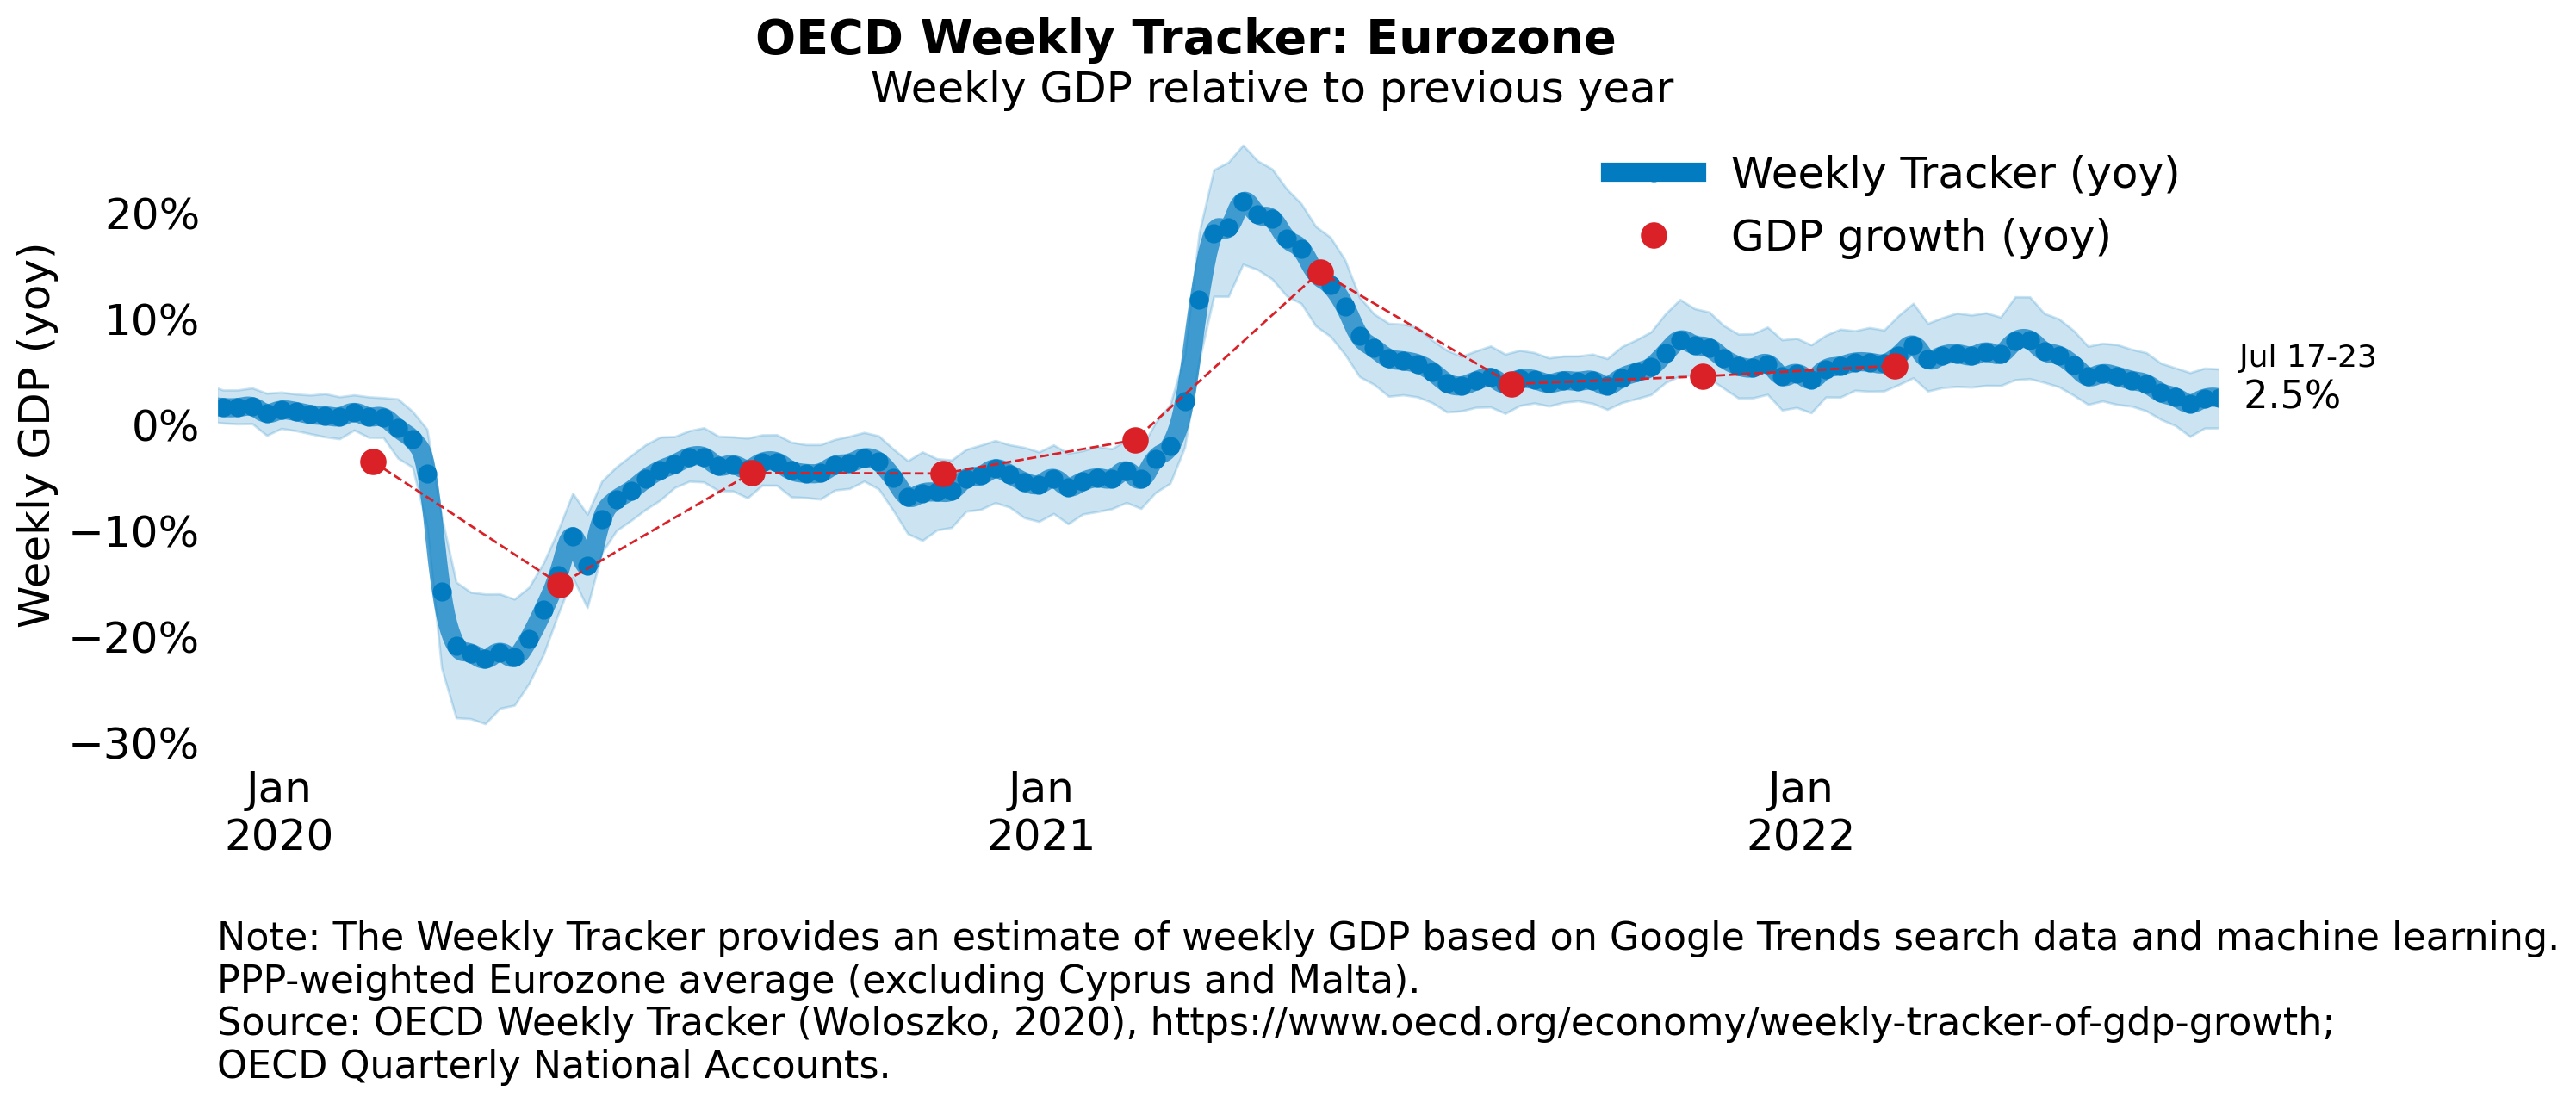 OECD Weekly Tracker: Eurozone
Weekly GDP relative to previous year
Weekly Tracker (yoy)
GDP growth (yoy)
Weekly GDP (yoy)
20%
10%
0%
−10%
−20%
−30%
Jul 17-23
2.5%
Jan
2020
Jan
2021
Jan
2022
Note: The Weekly Tracker provides an estimate of weekly GDP based on Google Trends search data and machine learning.
PPP-weighted Eurozone average (excluding Cyprus and Malta).
Source: OECD Weekly Tracker (Woloszko, 2020), https://www.oecd.org/economy/weekly-tracker-of-gdp-growth;
OECD Quarterly National Accounts.